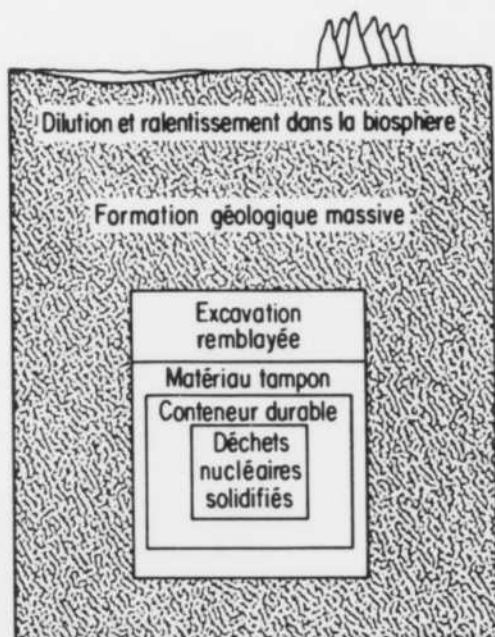 Dilution et ralentissement dans la biosphère
Formation géologique massive
Excavation
remblayée
Matériau tampon
Conteneur durable
Déchets
nucléaires
solidifiés